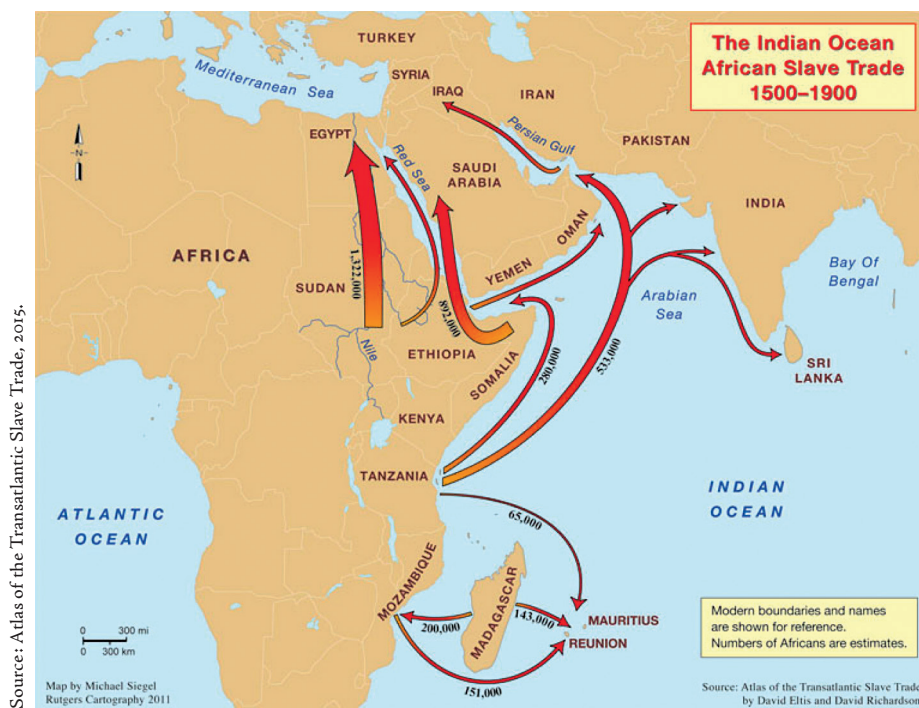 Source: Atlas of the Transatlantic Slave Trade, 2015.
The Indian Ocean
African Slave Trade
1500–1900
TURKEY
Mediterranean Sea
SYRIA
IRAQ
IRAN
-N-
EGYPT
Red Sea
Persian Gulf
PAKISTAN
SAUDI
ARABIA
INDIA
AFRICA
OMAN
1,322,000
SUDAN
YEMEN
Bay Of
Bengal
892,000
Arabian
Sea
Nile
ETHIOPIA
SOMALIA
280,000
533,000
SRI
LANKA
KENYA
TANZANIA
INDIAN
OCEAN
ATLANTIC
OCEAN
65,000
MOZAMBIQUE
MADAGASCAR
200,000
143,000
MAURITIUS
REUNION
Modern boundaries and names
are shown for reference.
Numbers of Africans are estimates.
0 300 mi
0 300 km
151,000
Map by Michael Siegel
Rutgers Cartography 2011
Source: Atlas of the Transatlantic Slave Trade
by David Eltis and David Richardson